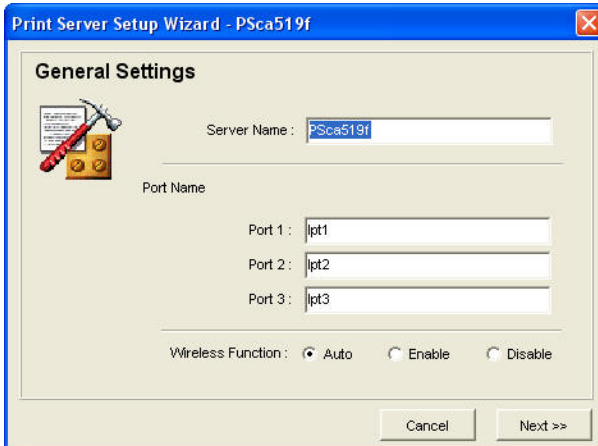 Print Server Setup Wizard - PSca519f
General Settings
Server Name : PSca519f
Port Name
Port 1 : lpt1
Port 2 : lpt2
Port 3 : lpt3
Wireless Function : Auto Enable Disable
Cancel Next >>